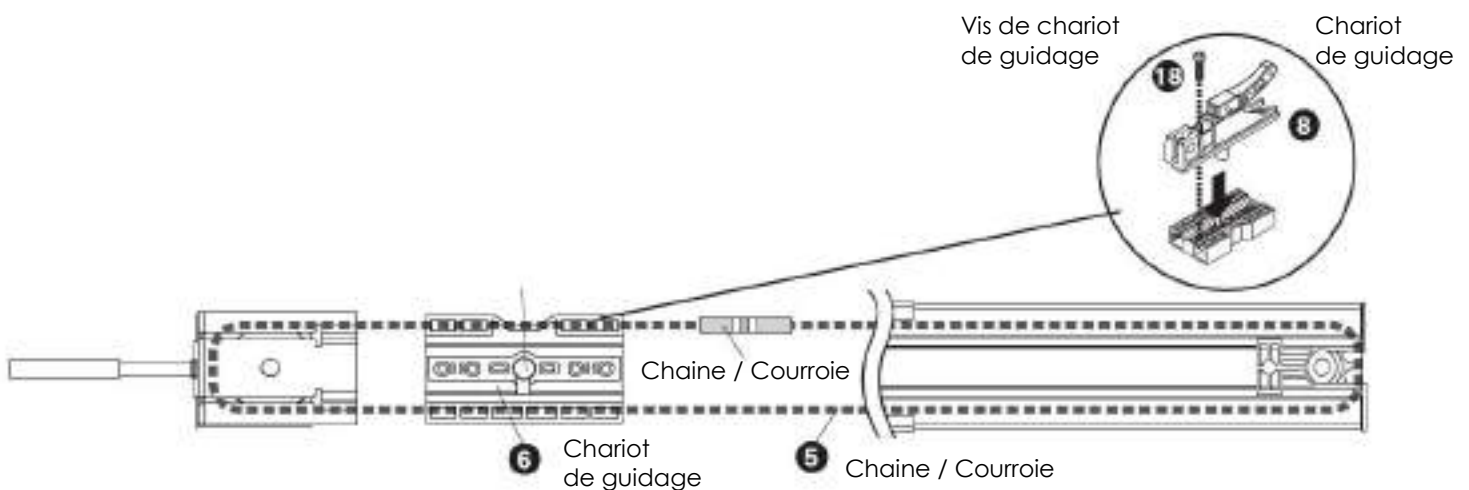 Vis de chariot
de guidage
Chariot
de guidage
18
8
Chaine / Courroie
6
Chariot
de guidage
5
Chaine / Courroie